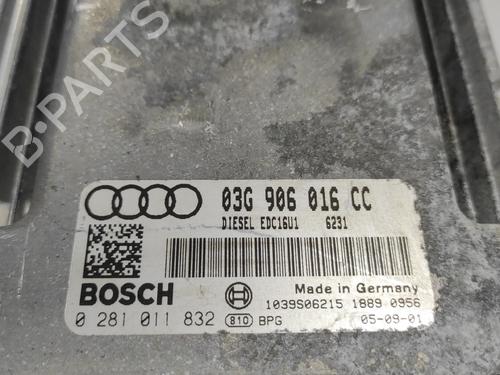 B-PARTS
03G 906 016 CC
DIESEL EDC16U1 6231
BOSCH
Made in Germany
1039S06215 1889 0956
0 281 011 832 810 BPG 05-09-01